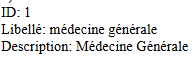 ID: 1
Libellé: médecine générale
Description: Médecine Générale